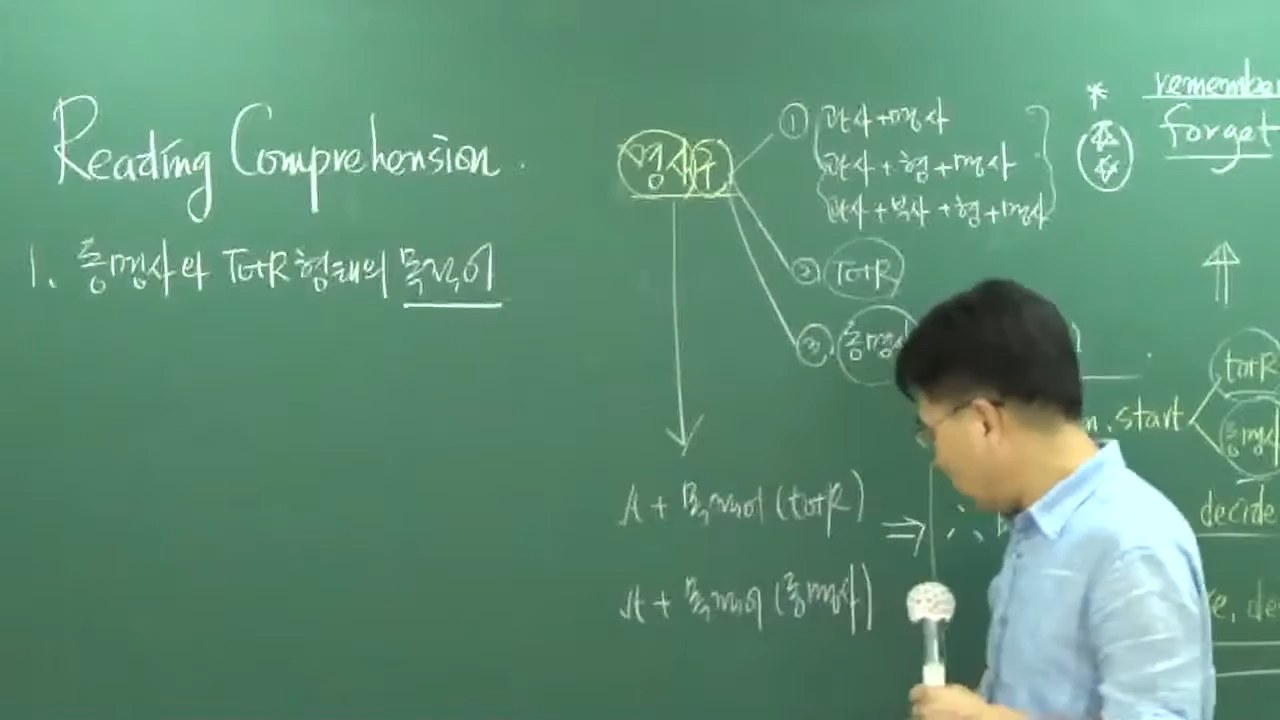 Reading Comprehension.
1. 동명사와 To+R 형태의 목적어
명사구
① 관사+명사
관사+형+명사
관사+부사+형+명사
② To+R
③ 동명사
+ 목적어 (to+R)
⇒ ∴
+ 목적어 (동명사)
*
remember
forget
⇑
to+R
start
동명사
decide